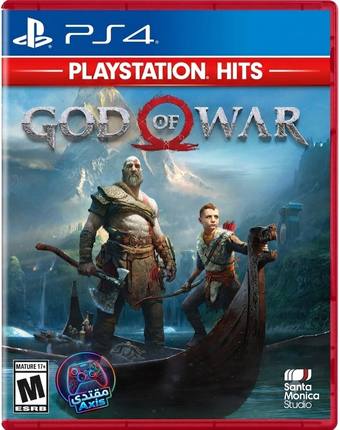 PS4
PLAYSTATION HITS
GOD OF WAR
MATURE 17+
M
ESRB
مقتدى
Axis
Santa
Monica
Studio